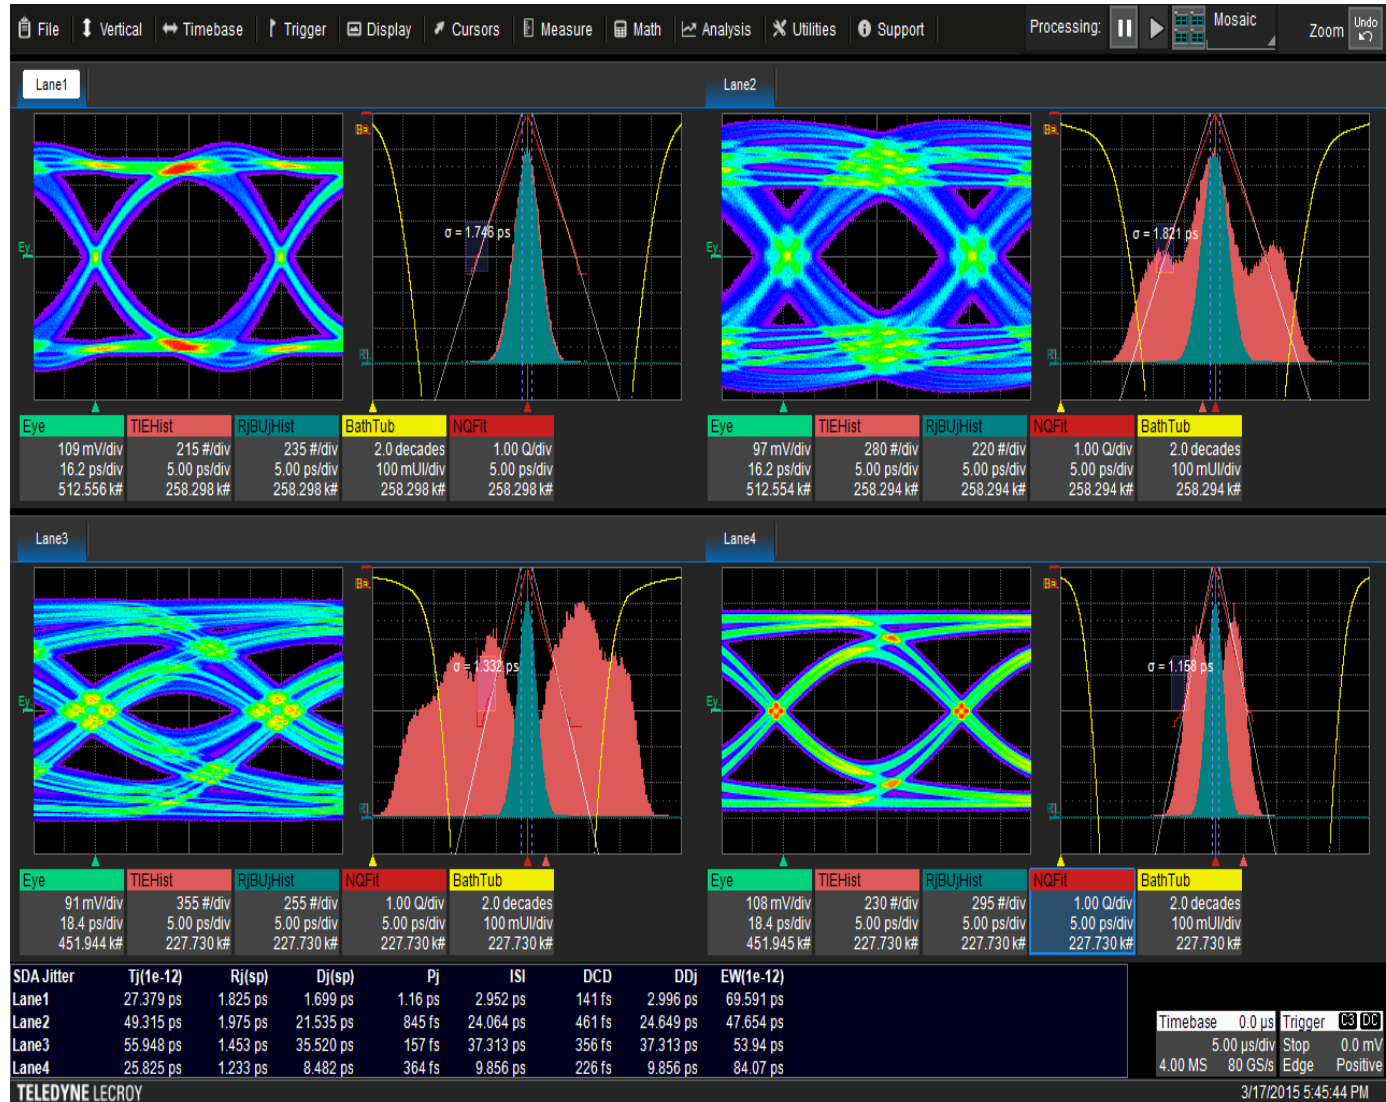 File Vertical Timebase Trigger Display Cursors Measure Math Analysis Utilities Support Processing: Mosaic Zoom Undo
Lane1
Ey
σ = 1.746 ps
Eye TIEHist RjBUjHist BathTub NQFit
109 mV/div 215 #/div 235 #/div 2.0 decades 1.00 Q/div
16.2 ps/div 5.00 ps/div 5.00 ps/div 100 mUI/div 5.00 ps/div
512.556 k# 258.298 k# 258.298 k# 258.298 k# 258.298 k#
Lane2
Ey
σ = 1.821 ps
Eye TIEHist RjBUjHist NQFit BathTub
97 mV/div 280 #/div 220 #/div 1.00 Q/div 2.0 decades
16.2 ps/div 5.00 ps/div 5.00 ps/div 5.00 ps/div 100 mUI/div
512.554 k# 258.294 k# 258.294 k# 258.294 k# 258.294 k#
Lane3
Ey
σ = 1.332 ps
Eye TIEHist RjBUjHist NQFit BathTub
91 mV/div 355 #/div 255 #/div 1.00 Q/div 2.0 decades
18.4 ps/div 5.00 ps/div 5.00 ps/div 5.00 ps/div 100 mUI/div
451.944 k# 227.730 k# 227.730 k# 227.730 k# 227.730 k#
Lane4
Ey
σ = 1.158 ps
Eye TIEHist RjBUjHist NQFit BathTub
108 mV/div 230 #/div 295 #/div 1.00 Q/div 2.0 decades
18.4 ps/div 5.00 ps/div 5.00 ps/div 5.00 ps/div 100 mUI/div
451.945 k# 227.730 k# 227.730 k# 227.730 k# 227.730 k#
SDA Jitter Tj(1e-12) Rj(sp) Dj(sp) Pj ISI DCD DDj EW(1e-12)
Lane1 27.379 ps 1.825 ps 1.699 ps 1.16 ps 2.952 ps 141 fs 2.996 ps 69.591 ps
Lane2 49.315 ps 1.975 ps 21.535 ps 845 fs 24.064 ps 461 fs 24.649 ps 47.654 ps
Lane3 55.948 ps 1.453 ps 35.520 ps 157 fs 37.313 ps 356 fs 37.313 ps 53.94 ps
Lane4 25.825 ps 1.233 ps 8.482 ps 364 fs 9.856 ps 226 fs 9.856 ps 84.07 ps
Timebase 0.0 µs Trigger C3 DC
5.00 µs/div Stop 0.0 mV
4.00 MS 80 GS/s Edge Positive
TELEDYNE LECROY 3/17/2015 5:45:44 PM